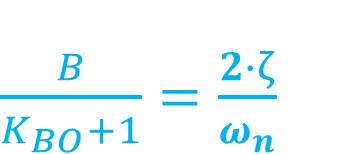 B / (K_BO + 1) = 2·ζ / ω_n